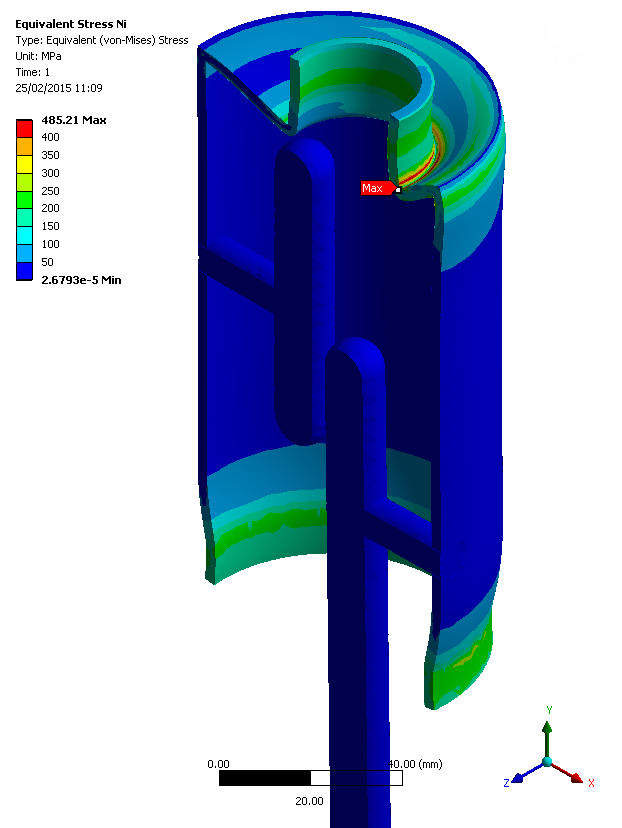 Equivalent Stress Ni
Type: Equivalent (von-Mises) Stress
Unit: MPa
Time: 1
25/02/2015 11:09
485.21 Max
400
350
300
250
200
150
100
50
2.6793e-5 Min
Max
0.00
40.00 (mm)
20.00
Y
Z
X